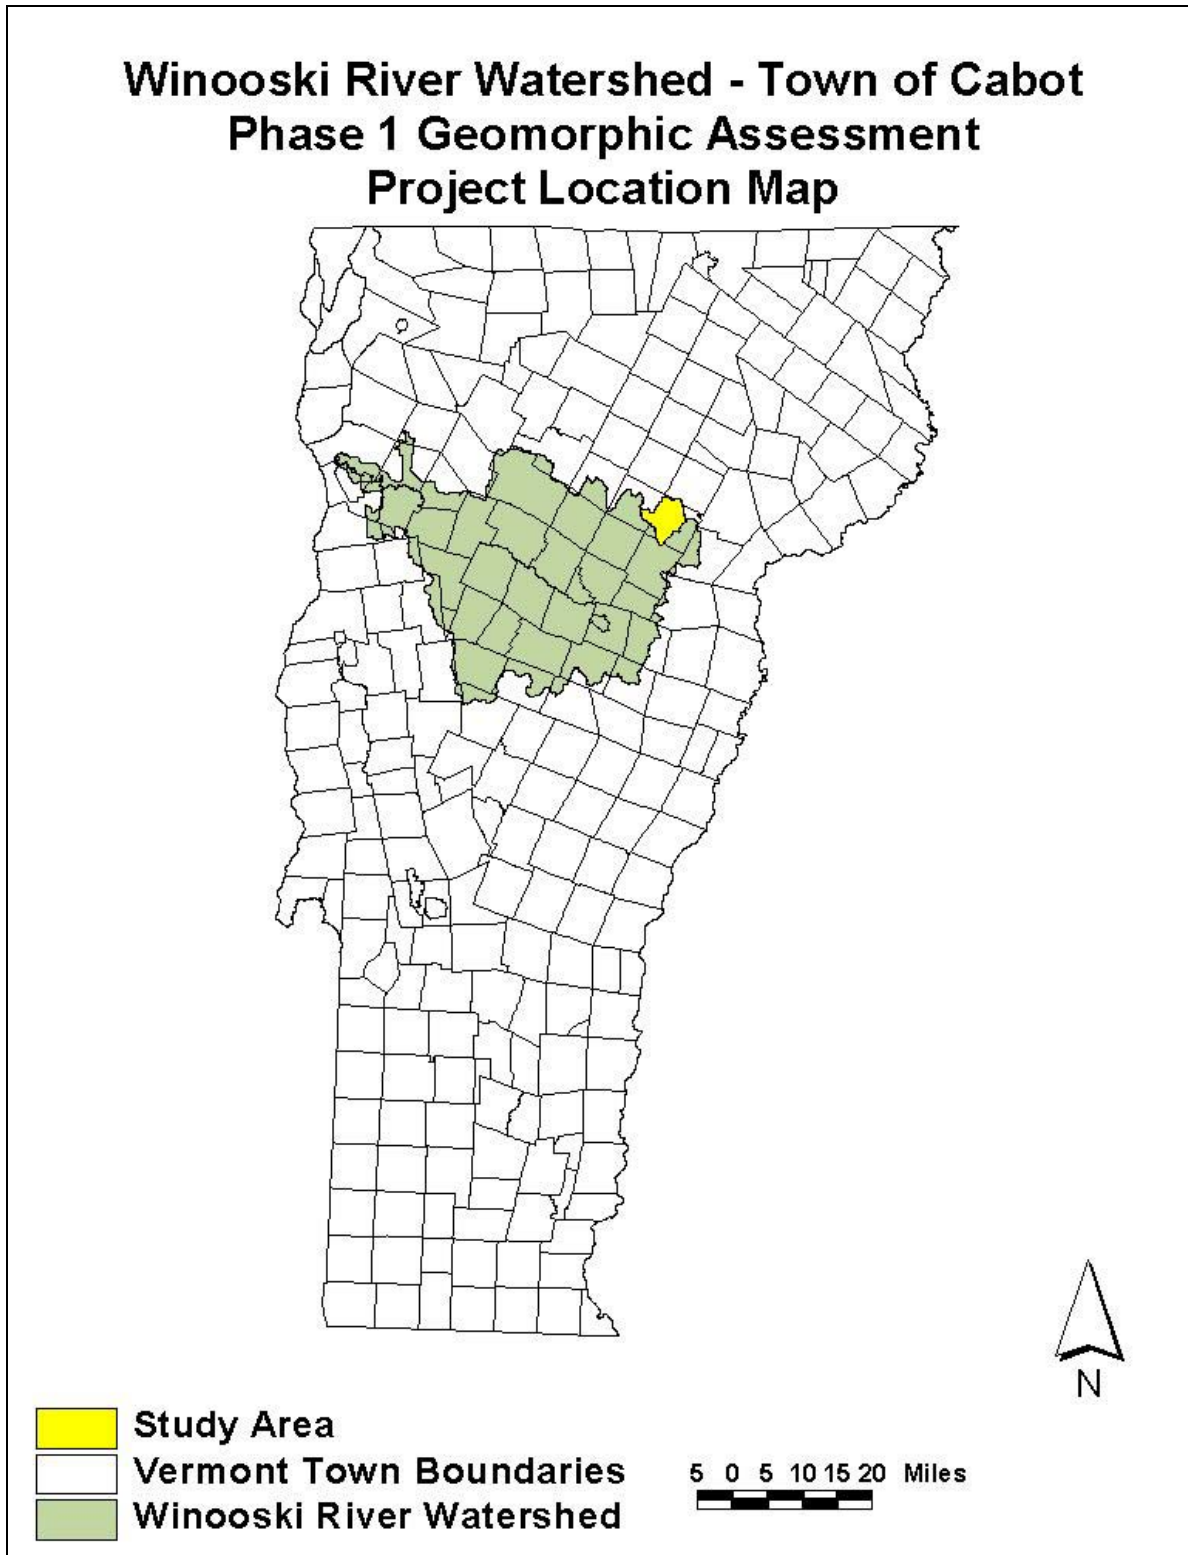 Winooski River Watershed - Town of Cabot
Phase 1 Geomorphic Assessment
Project Location Map
N
Study Area
Vermont Town Boundaries
Winooski River Watershed
5 0 5 10 15 20 Miles